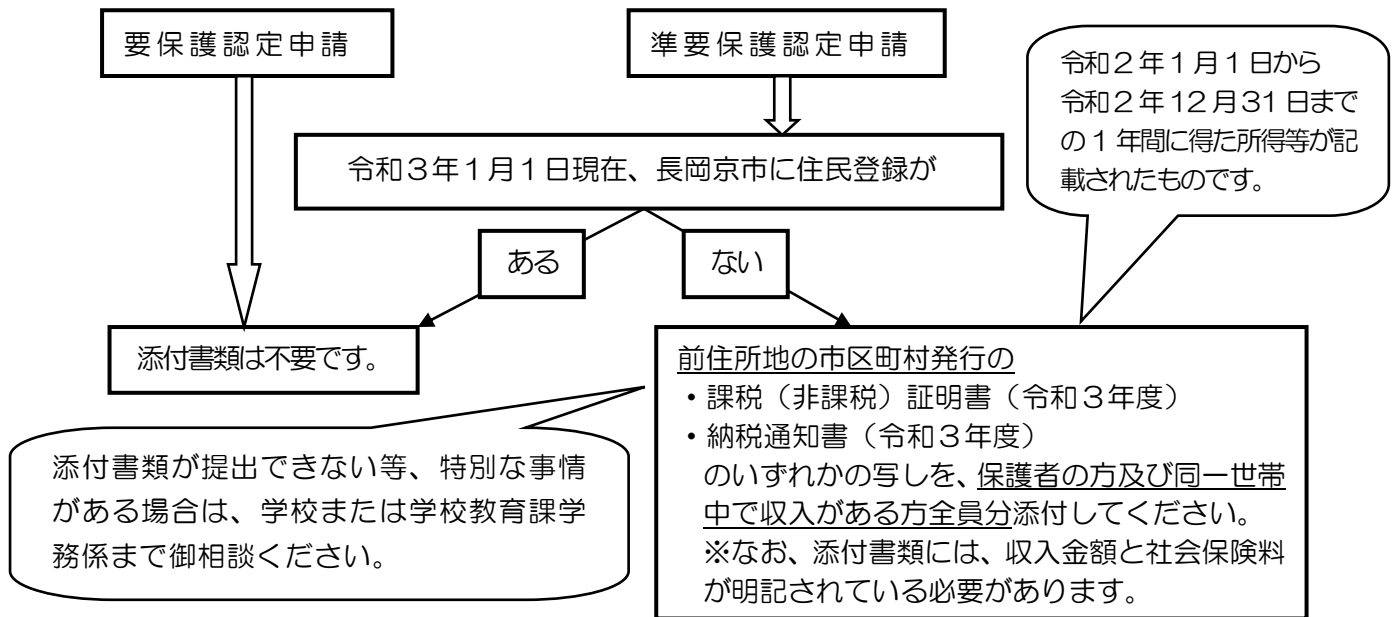 要保護認定申請
準要保護認定申請
令和2年1月1日から
令和2年12月31日まで
の1年間に得た所得等が記
載されたものです。
令和3年1月1日現在、長岡京市に住民登録が
ある
ない
添付書類は不要です。
前住所地の市区町村発行の
・課税(非課税)証明書(令和3年度)
・納税通知書(令和3年度)
のいずれかの写しを、保護者の方及び同一世帯
中で収入がある方全員分添付してください。
※なお、添付書類には、収入金額と社会保険料
が明記されている必要があります。
添付書類が提出できない等、特別な事情
がある場合は、学校または学校教育課学
務係まで御相談ください。